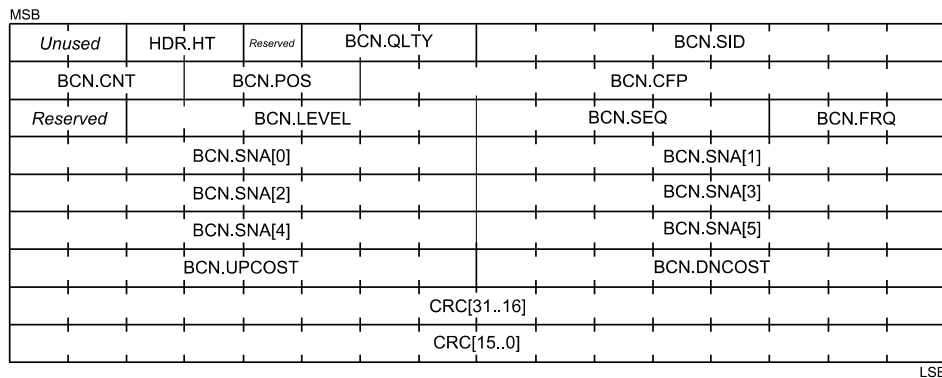 MSB
Unused HDR.HT Reserved BCN.QLTY BCN.SID
BCN.CNT BCN.POS BCN.CFP
Reserved BCN.LEVEL BCN.SEQ BCN.FRQ
BCN.SNA[0] BCN.SNA[1]
BCN.SNA[2] BCN.SNA[3]
BCN.SNA[4] BCN.SNA[5]
BCN.UPCOST BCN.DNCOST
CRC[31..16]
CRC[15..0]
LSB